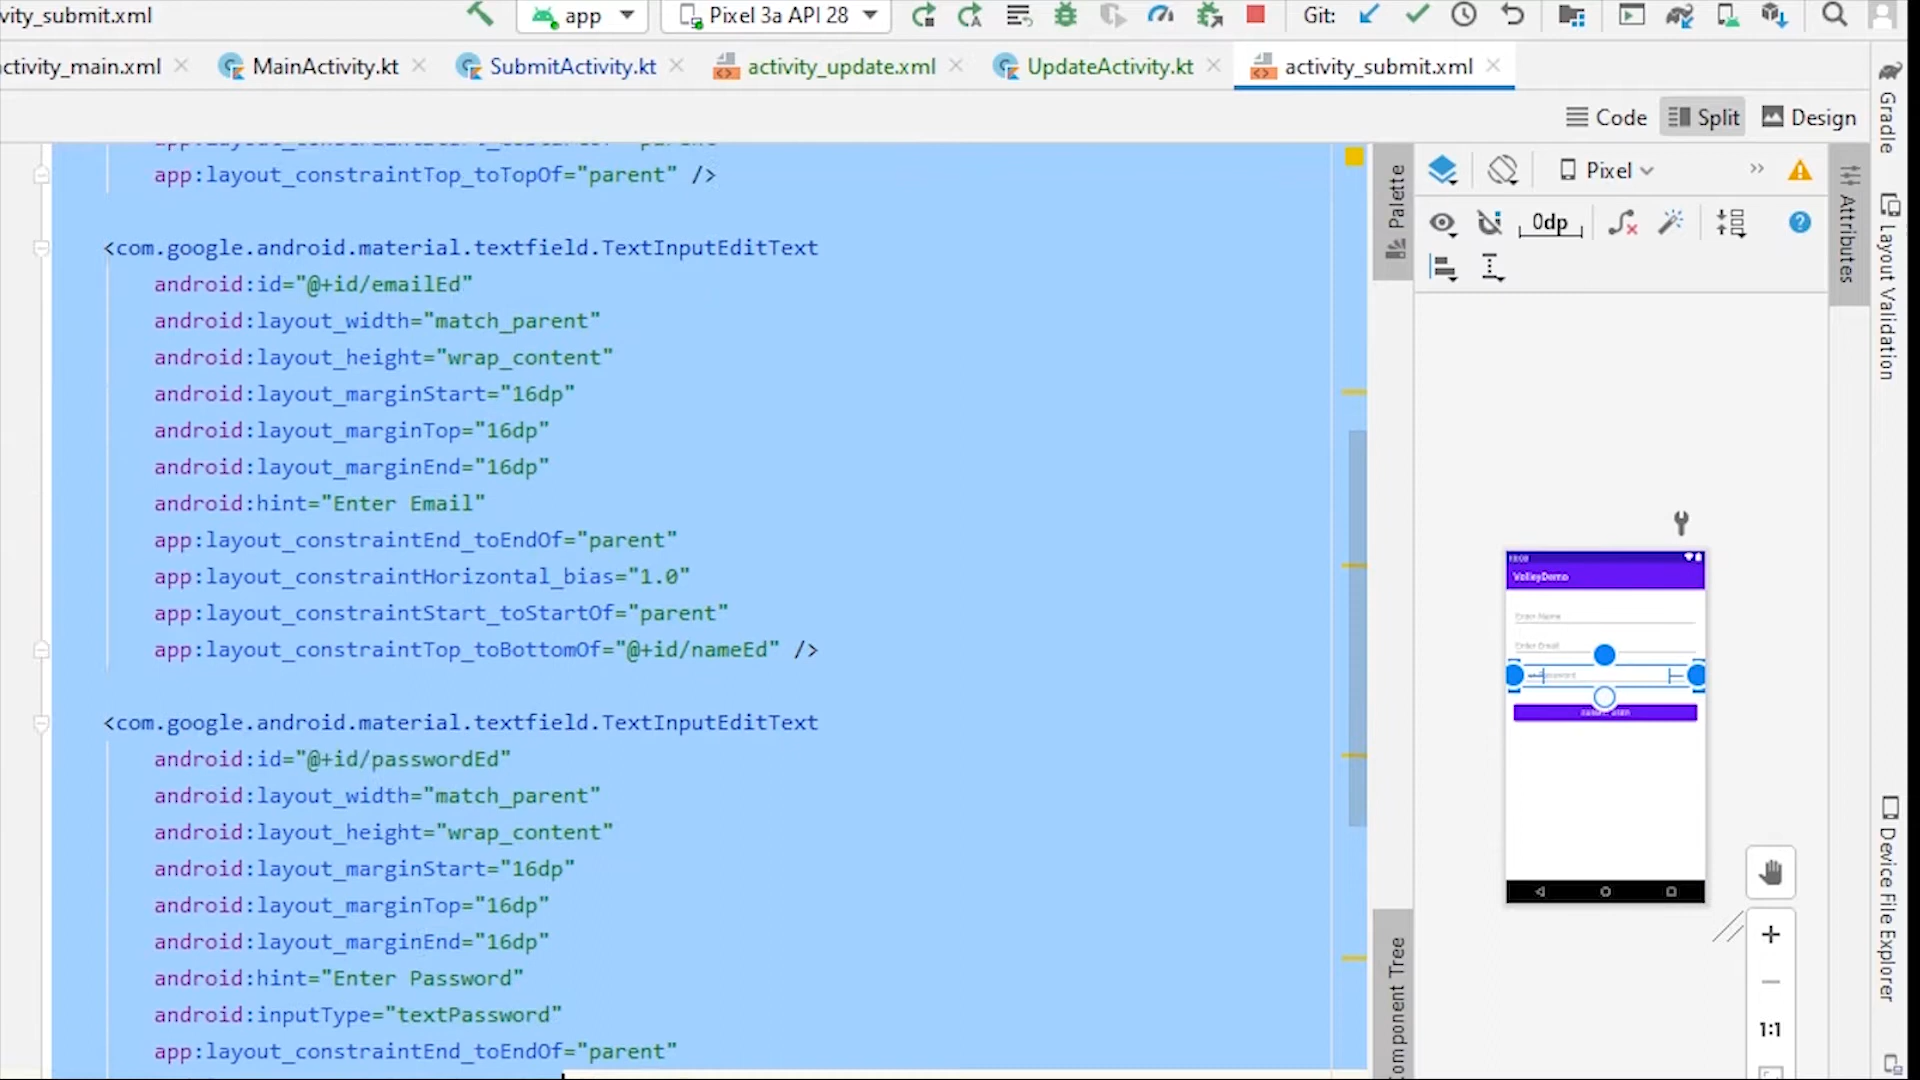 vity_submit.xml
app
Pixel 3a API 28
Git:
ctivity_main.xml
MainActivity.kt
SubmitActivity.kt
activity_update.xml
UpdateActivity.kt
activity_submit.xml
Code
Split
Design
app:layout_constraintTop_toTopOf="parent" />
<com.google.android.material.textfield.TextInputEditText
android:id="@+id/emailEd"
android:layout_width="match_parent"
android:layout_height="wrap_content"
android:layout_marginStart="16dp"
android:layout_marginTop="16dp"
android:layout_marginEnd="16dp"
android:hint="Enter Email"
app:layout_constraintEnd_toEndOf="parent"
app:layout_constraintHorizontal_bias="1.0"
app:layout_constraintStart_toStartOf="parent"
app:layout_constraintTop_toBottomOf="@+id/nameEd" />
<com.google.android.material.textfield.TextInputEditText
android:id="@+id/passwordEd"
android:layout_width="match_parent"
android:layout_height="wrap_content"
android:layout_marginStart="16dp"
android:layout_marginTop="16dp"
android:layout_marginEnd="16dp"
android:hint="Enter Password"
android:inputType="textPassword"
app:layout_constraintEnd_toEndOf="parent"
Palette
Component Tree
Pixel
0dp
VolleyDemo
Enter Name
Enter Email
1:1
Attributes
Gradle
Layout Validation
Device File Explorer